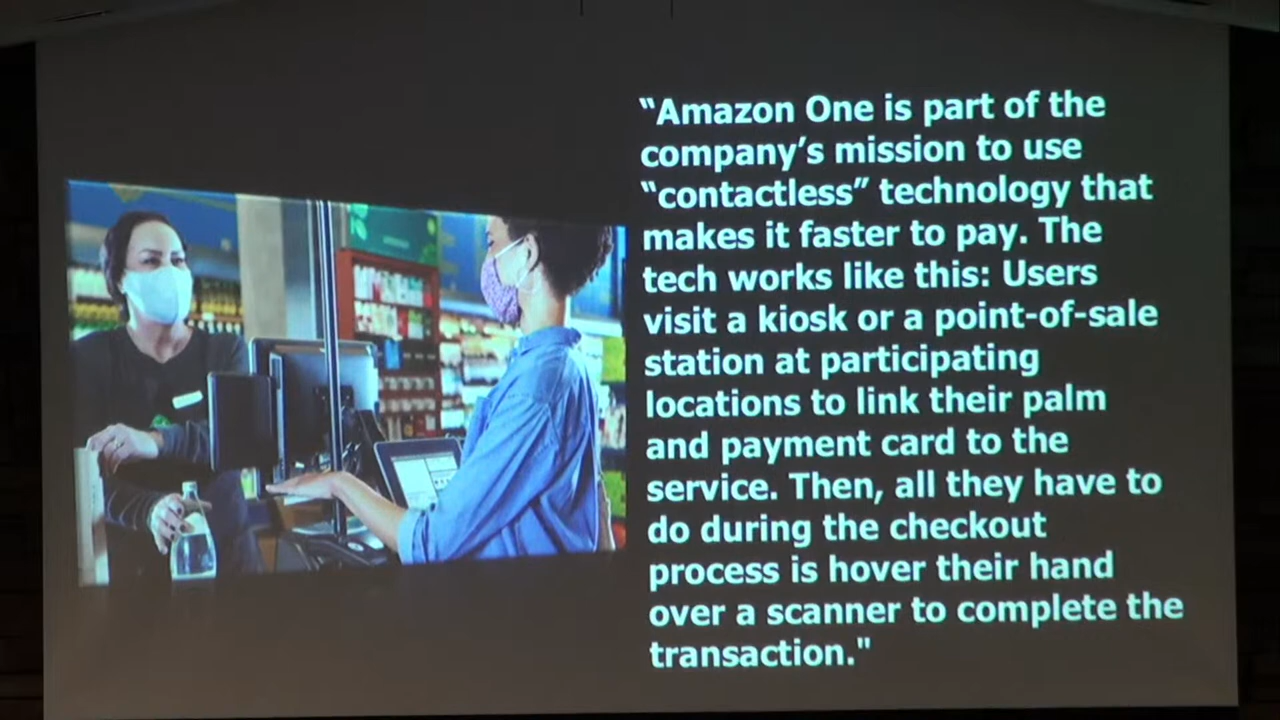 “Amazon One is part of the
company’s mission to use
“contactless” technology that
makes it faster to pay. The
tech works like this: Users
visit a kiosk or a point-of-sale
station at participating
locations to link their palm
and payment card to the
service. Then, all they have to
do during the checkout
process is hover their hand
over a scanner to complete the
transaction."